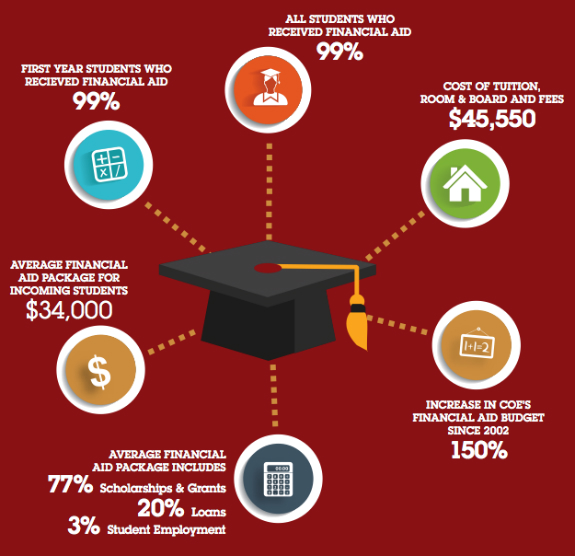 ALL STUDENTS WHO
RECEIVED FINANCIAL AID
99%
FIRST YEAR STUDENTS WHO
RECIEVED FINANCIAL AID
99%
COST OF TUITION,
ROOM & BOARD AND FEES
$45,550
+ −
x /
AVERAGE FINANCIAL
AID PACKAGE FOR
INCOMING STUDENTS
$34,000
$
1+1=2
INCREASE IN COE'S
FINANCIAL AID BUDGET
SINCE 2002
150%
AVERAGE FINANCIAL
AID PACKAGE INCLUDES
77% Scholarships & Grants
20% Loans
3% Student Employment